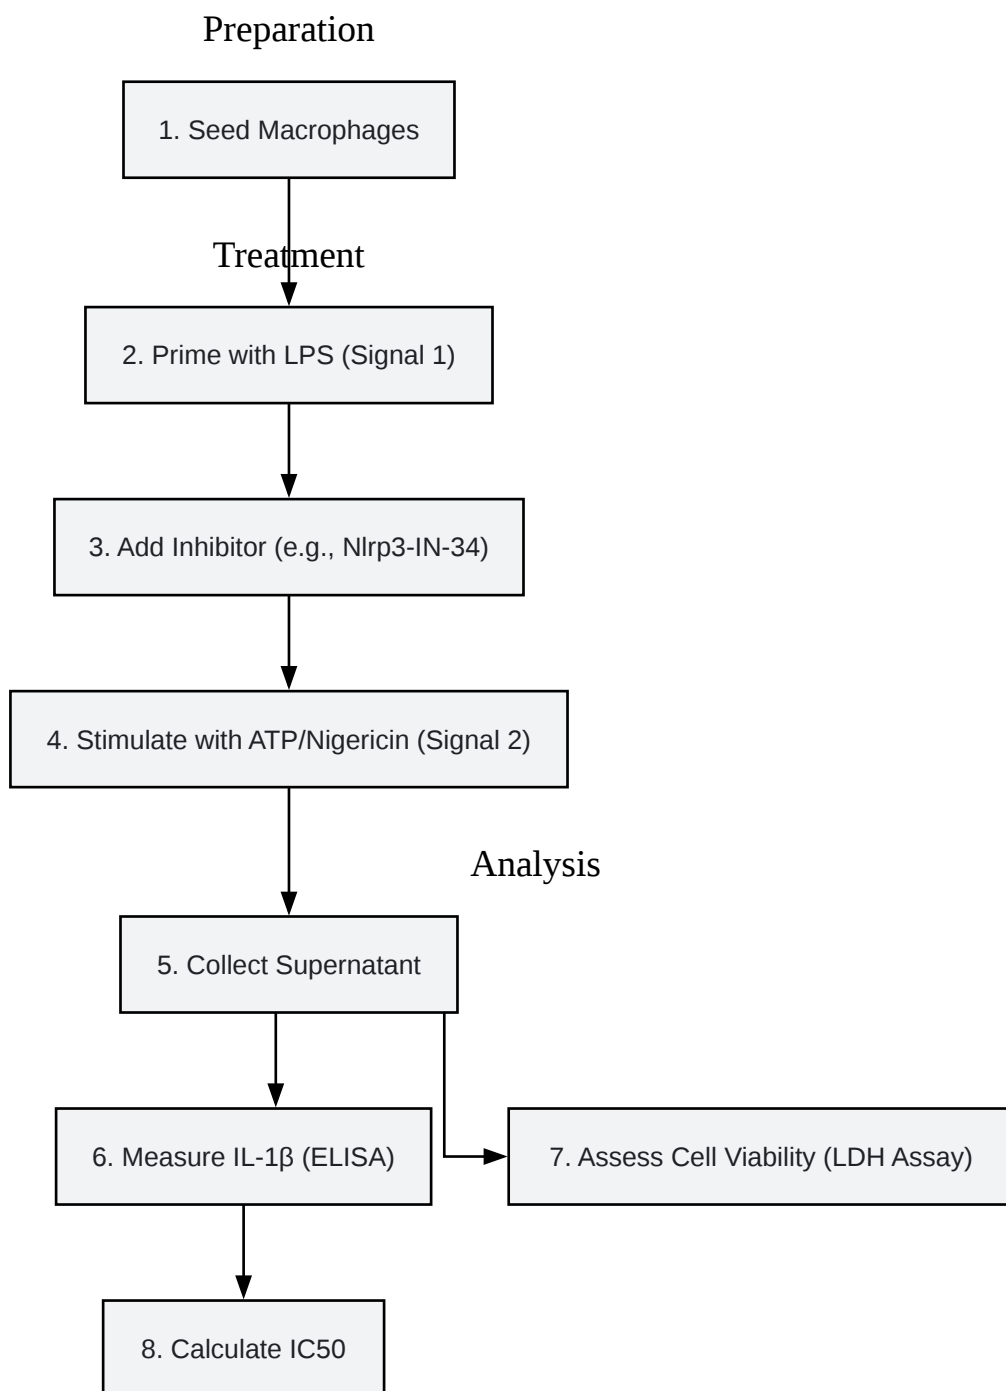 Preparation
1. Seed Macrophages
Treatment
2. Prime with LPS (Signal 1)
3. Add Inhibitor (e.g., Nlrp3-IN-34)
4. Stimulate with ATP/Nigericin (Signal 2)
Analysis
5. Collect Supernatant
6. Measure IL-1β (ELISA)
7. Assess Cell Viability (LDH Assay)
8. Calculate IC50